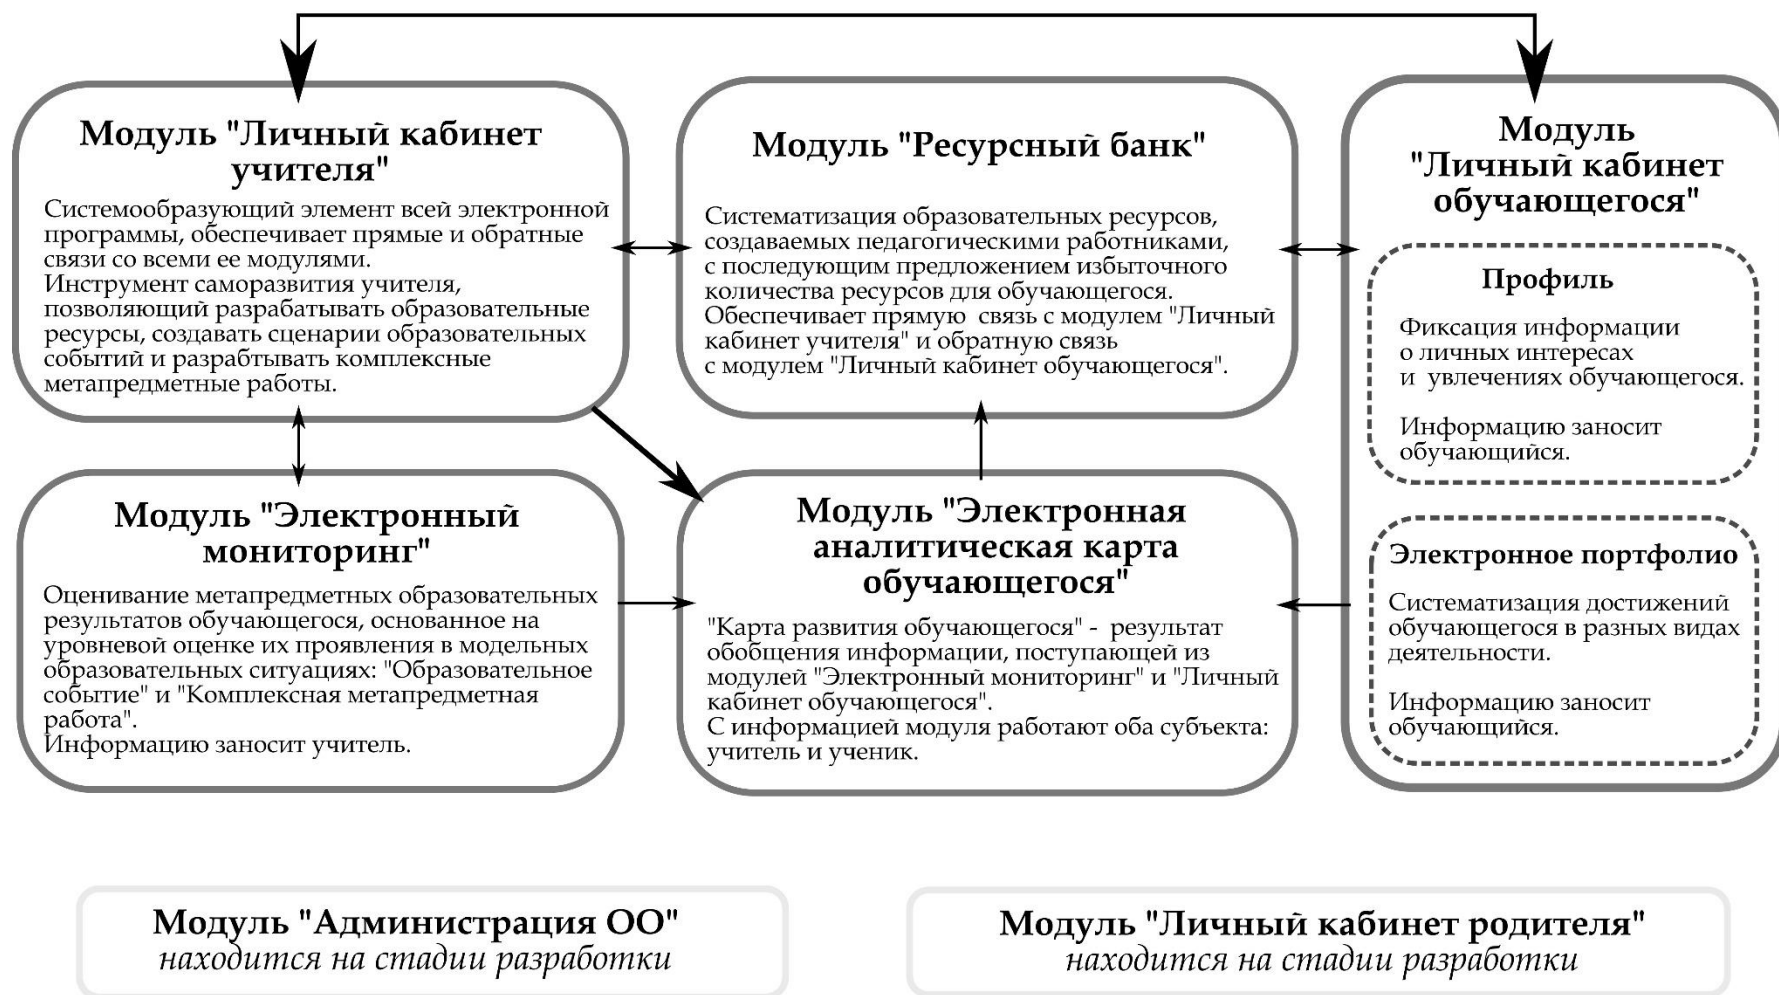 Модуль "Личный кабинет
учителя"
Системообразующий элемент всей электронной
программы, обеспечивает прямые и обратные
связи со всеми ее модулями.
Инструмент саморазвития учителя,
позволяющий разрабатывать образовательные
ресурсы, создавать сценарии образовательных
событий и разрабтывать комплексные
метапредметные работы.
Модуль "Ресурсный банк"
Систематизация образовательных ресурсов,
создаваемых педагогическими работниками,
с последующим предложением избыточного
количества ресурсов для обучающегося.
Обеспечивает прямую связь с модулем "Личный
кабинет учителя" и обратную связь
с модулем "Личный кабинет обучающегося".
Модуль
"Личный кабинет
обучающегося"
Профиль
Фиксация информации
о личных интересах
и увлечениях обучающегося.
Информацию заносит
обучающийся.
Электронное портфолио
Систематизация достижений
обучающегося в разных видах
деятельности.
Информацию заносит
обучающийся.
Модуль "Электронный
мониторинг"
Оценивание метапредметных образовательных
результатов обучающегося, основанное на
уровневой оценке их проявления в модельных
образовательных ситуациях: "Образовательное
событие" и "Комплексная метапредметная
работа".
Информацию заносит учитель.
Модуль "Электронная
аналитическая карта
обучающегося"
"Карта развития обучающегося" - результат
обобщения информации, поступающей из
модулей "Электронный мониторинг" и "Личный
кабинет обучающегося".
С информацией модуля работают оба субъекта:
учитель и ученик.
Модуль "Администрация ОО"
находится на стадии разработки
Модуль "Личный кабинет родителя"
находится на стадии разработки